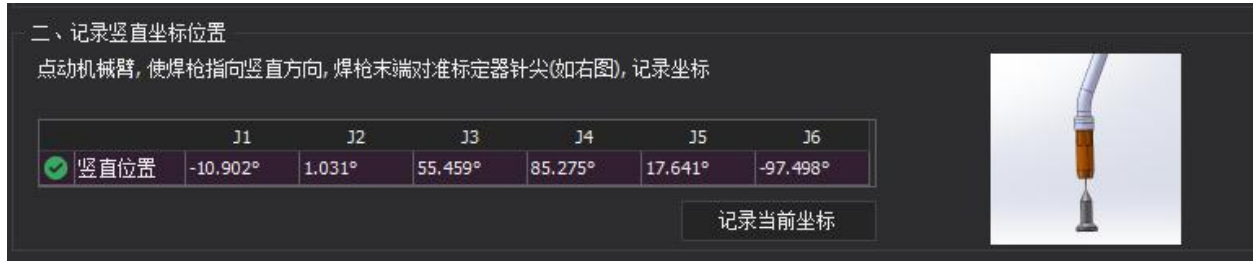 二、记录竖直坐标位置
点动机械臂, 使焊枪指向竖直方向, 焊枪末端对准标定器针尖(如右图), 记录坐标
J1 J2 J3 J4 J5 J6
竖直位置 -10.902° 1.031° 55.459° 85.275° 17.641° -97.498°
记录当前坐标